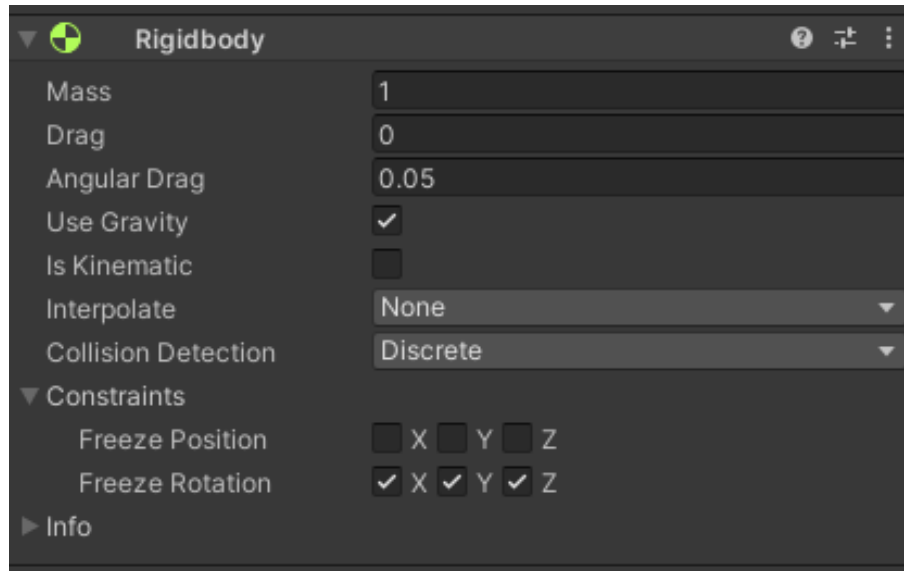 Rigidbody
Mass 1
Drag 0
Angular Drag 0.05
Use Gravity
Is Kinematic
Interpolate None
Collision Detection Discrete
Constraints
Freeze Position X Y Z
Freeze Rotation X Y Z
Info